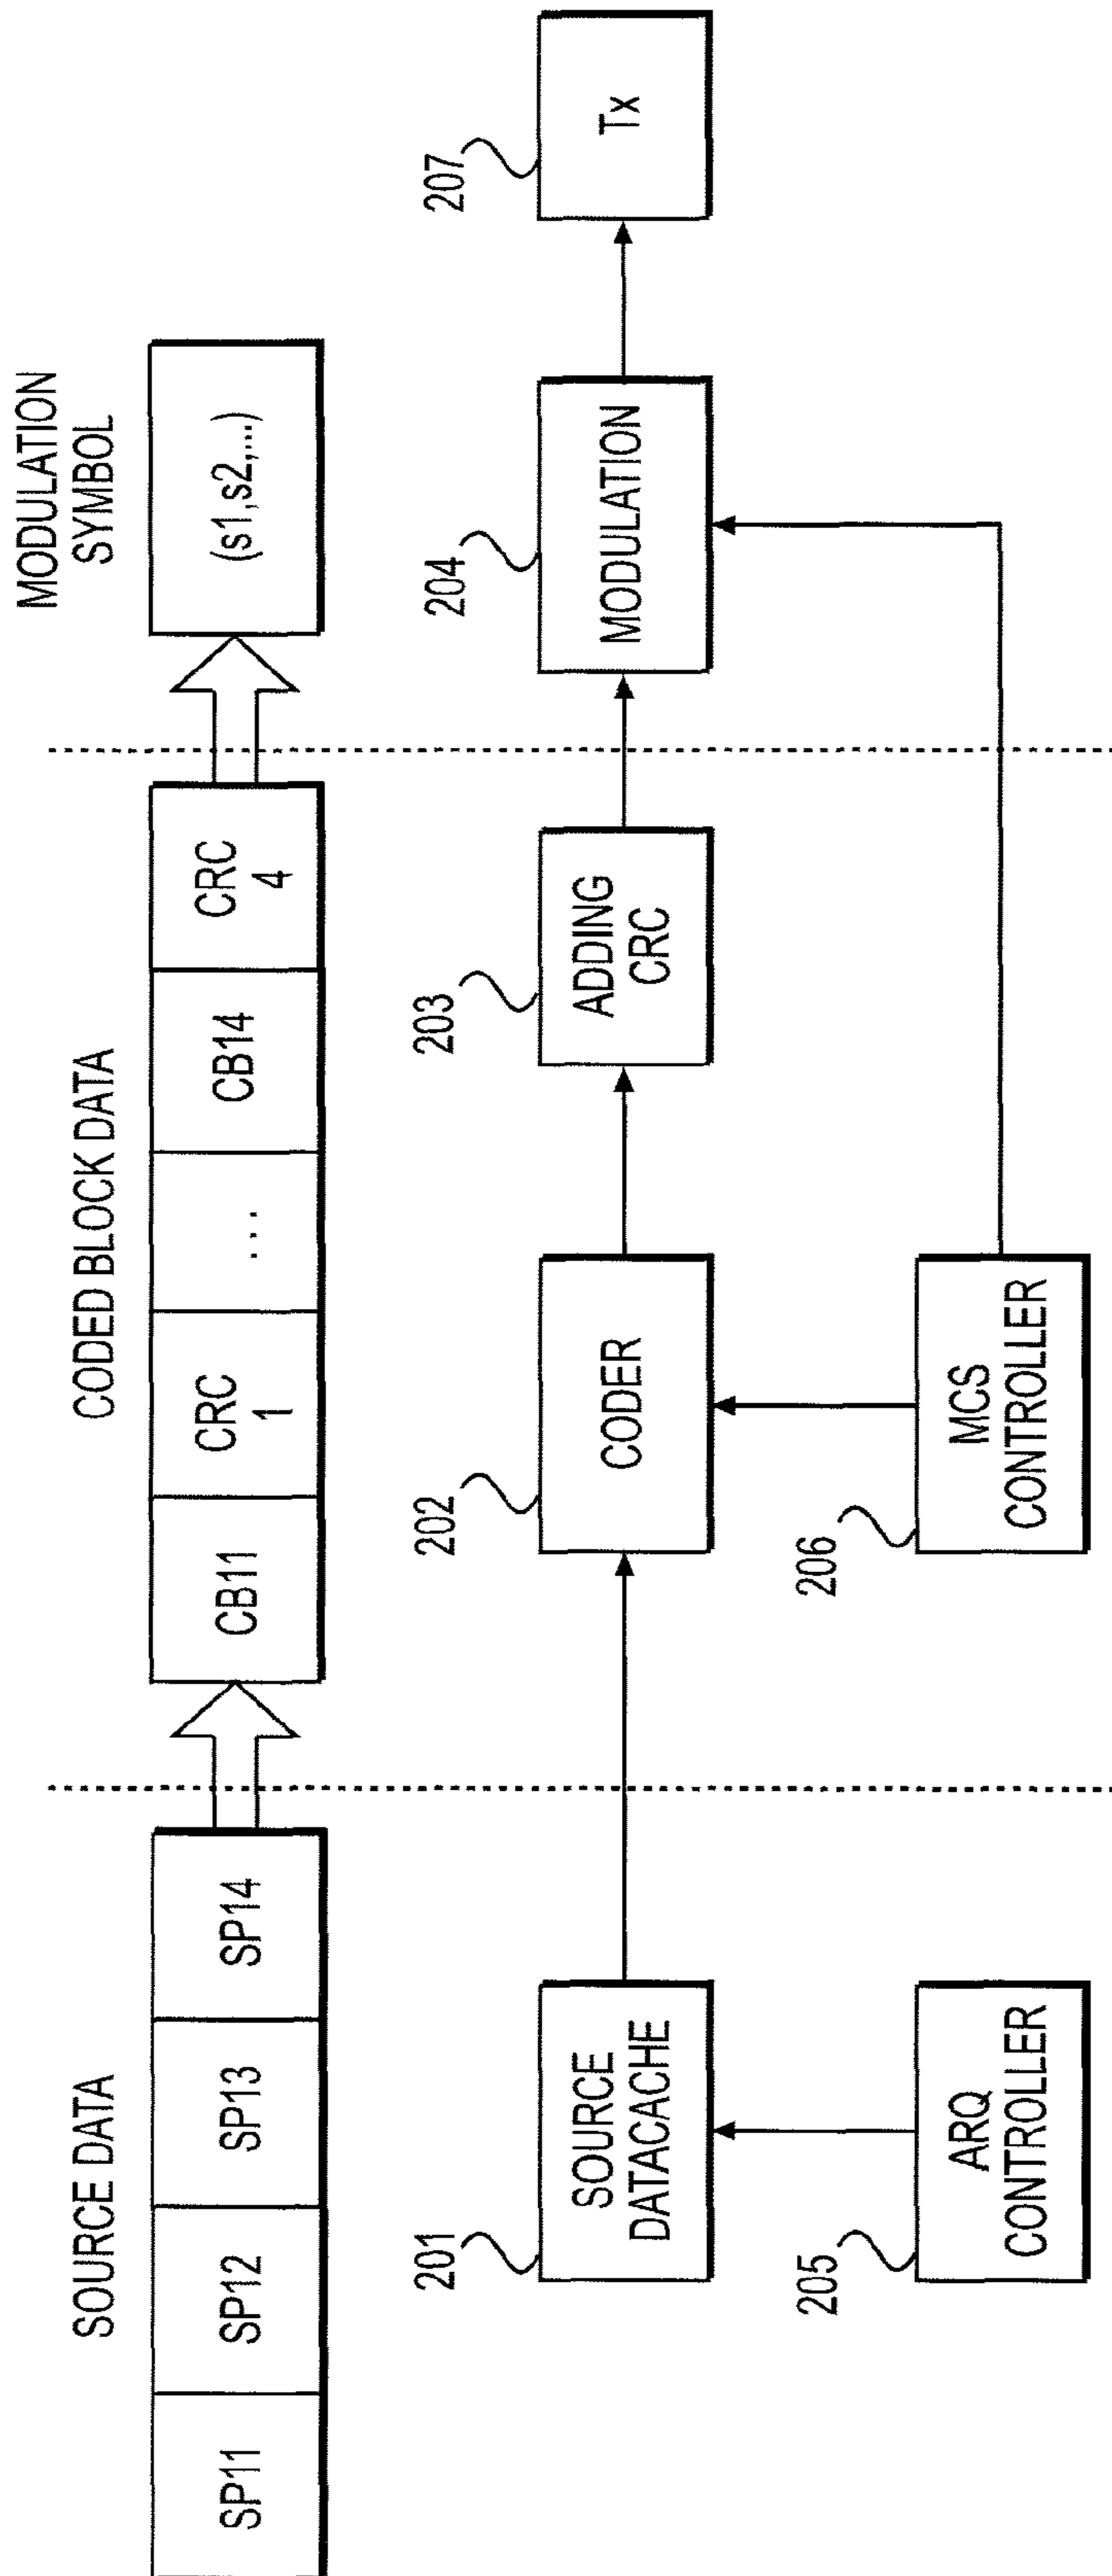 SOURCE DATA
CODED BLOCK DATA
MODULATION
SYMBOL
SP11
SP12
SP13
SP14
CB11
CRC
1
...
CB14
CRC
4
(s1,s2,...)
201
SOURCE
DATACACHE
202
CODER
203
ADDING
CRC
204
MODULATION
207
Tx
205
ARQ
CONTROLLER
206
MCS
CONTROLLER